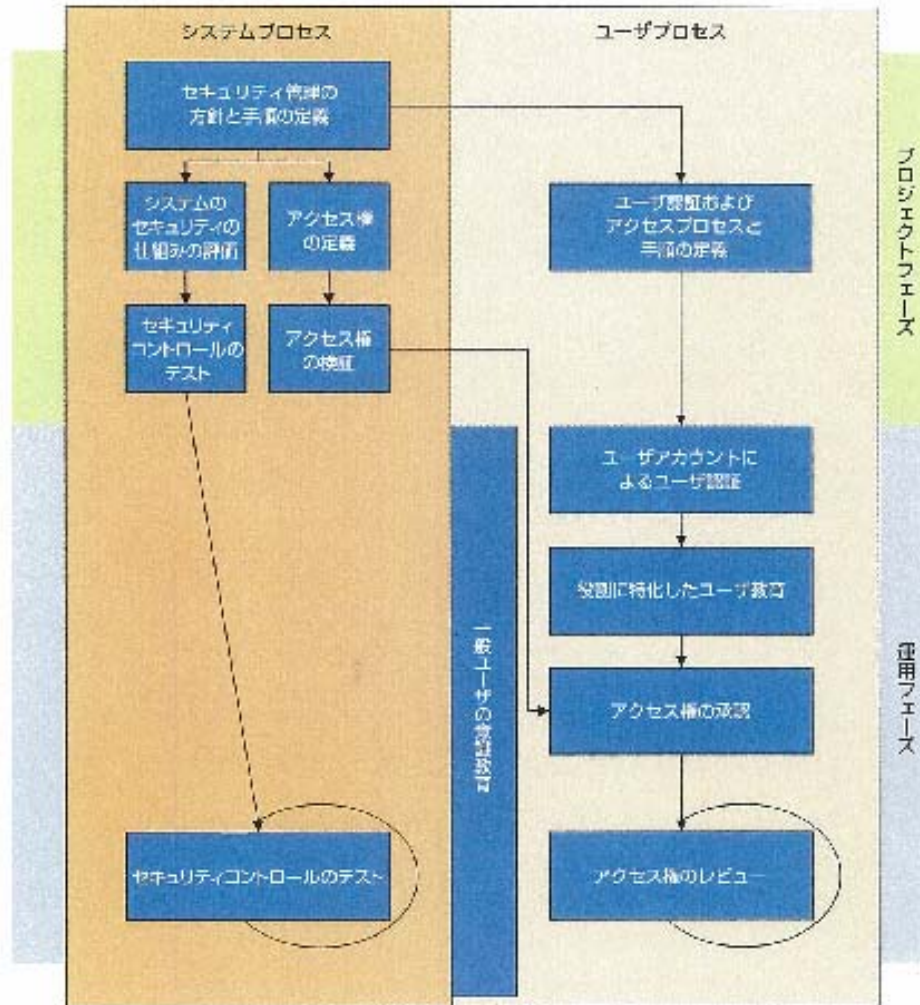 システムプロセス
ユーザプロセス
セキュリティ管理の
方針と手順の定義
システムの
セキュリティの
仕組みの評価
アクセス権
の定義
ユーザ認証および
アクセスプロセスと
手順の定義
セキュリティ
コントロールの
テスト
アクセス権
の検証
プロジェクトフェーズ
ユーザアカウントに
よるユーザ認証
役割に特化したユーザ教育
アクセス権の承認
一般ユーザの意識教育
運用フェーズ
セキュリティコントロールのテスト
アクセス権のレビュー